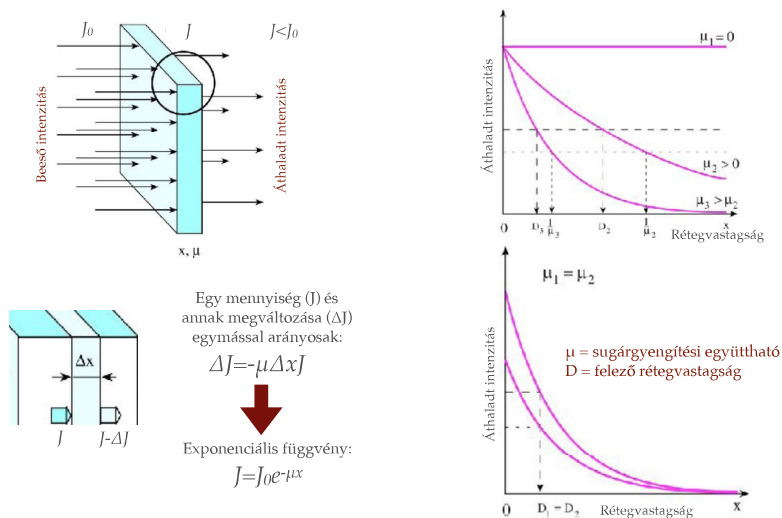 J₀
J
J<J₀
Beeső intenzitás
Áthaladt intenzitás
x, μ
Áthaladt intenzitás
μ₁ = 0
μ₂ > 0
μ₃ > μ₂
0
D₃
1/μ₃
D₂
1/μ₂
x
Rétegvastagság
Δx
J
J-ΔJ
Egy mennyiség (J) és
annak megváltozása (ΔJ)
egymással arányosak:
ΔJ=-μΔxJ
Exponenciális függvény:
J=J₀e^-μx
Áthaladt intenzitás
μ₁ = μ₂
μ = sugárgyengítési együttható
D = felező rétegvastagság
0
D₁ = D₂
Rétegvastagság
x